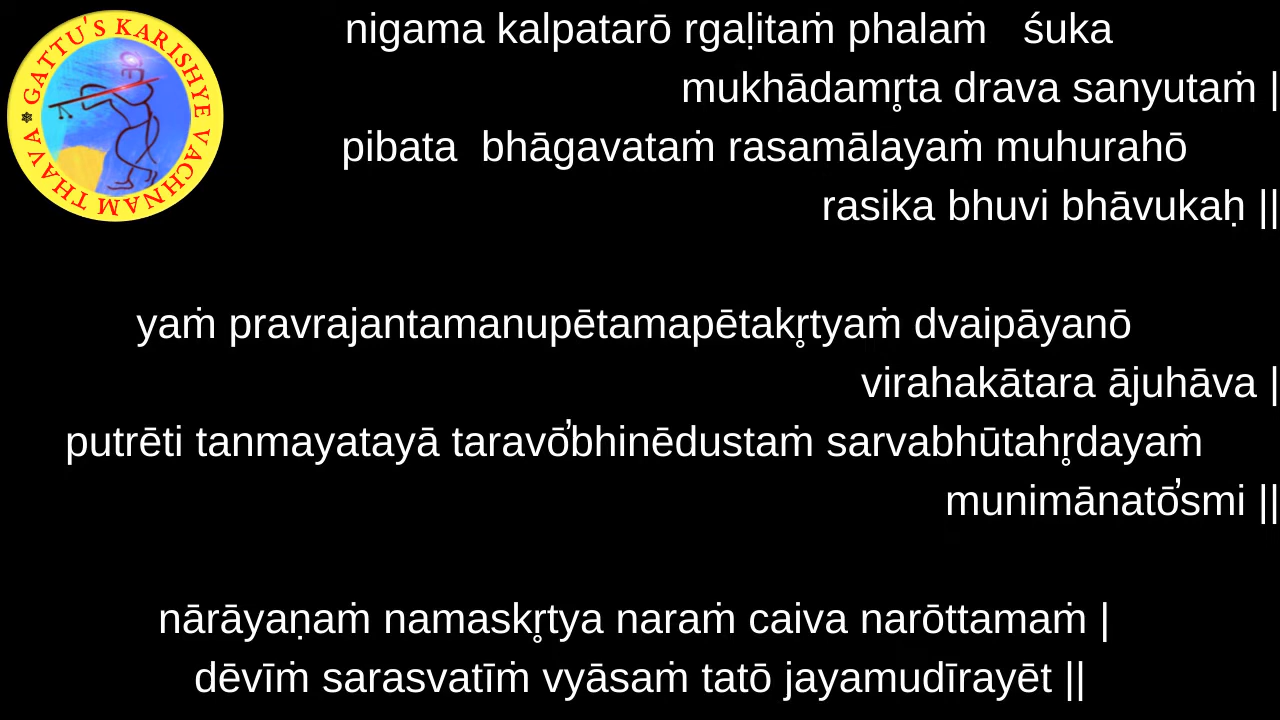 GATTU'S KARISHYE VACHNAM THAVA
nigama kalpatarō rgaḷitaṁ phalaṁ śuka
mukhādamr̥ta drava sanyutaṁ |
pibata bhāgavataṁ rasamālayaṁ muhurahō
rasika bhuvi bhāvukaḥ ||
yaṁ pravrajantamanupētamapētakr̥tyaṁ dvaipāyanō
virahakātara ājuhāva |
putrēti tanmayatayā taravō̕bhinēdustaṁ sarvabhūtahr̥dayaṁ
munimānatō̕smi ||
nārāyaṇaṁ namaskr̥tya naraṁ caiva narōttamaṁ |
dēvīṁ sarasvatīṁ vyāsaṁ tatō jayamudīrayēt ||